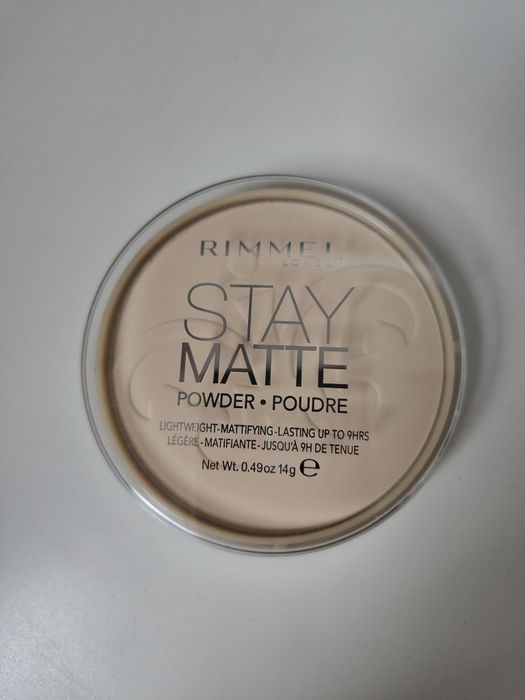 RIMMEL
LONDON
STAY
MATTE
POWDER • POUDRE
LIGHTWEIGHT-MATTIFYING-LASTING UP TO 9HRS
LÉGÈRE-MATIFIANTE-JUSQU'À 9H DE TENUE
Net Wt. 0.49oz 14g ℮